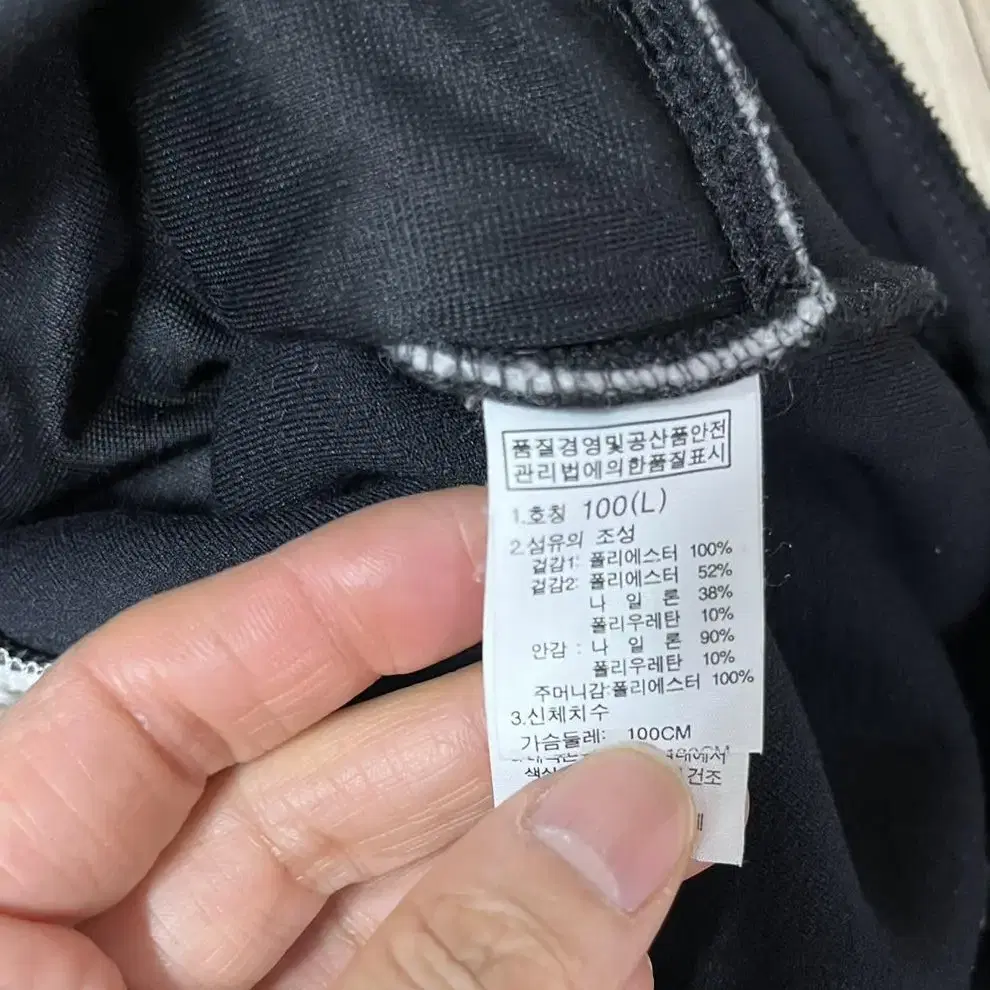 품질경영및공산품안전
관리법에의한품질표시
1.호칭 100(L)
2.섬유의 조성
겉감1: 폴리에스터 100%
겉감2: 폴리에스터 52%
나 일 론 38%
폴리우레탄 10%
안감 : 나 일 론 90%
폴리우레탄 10%
주머니감:폴리에스터 100%
3.신체치수
가슴둘레: 100CM
건조